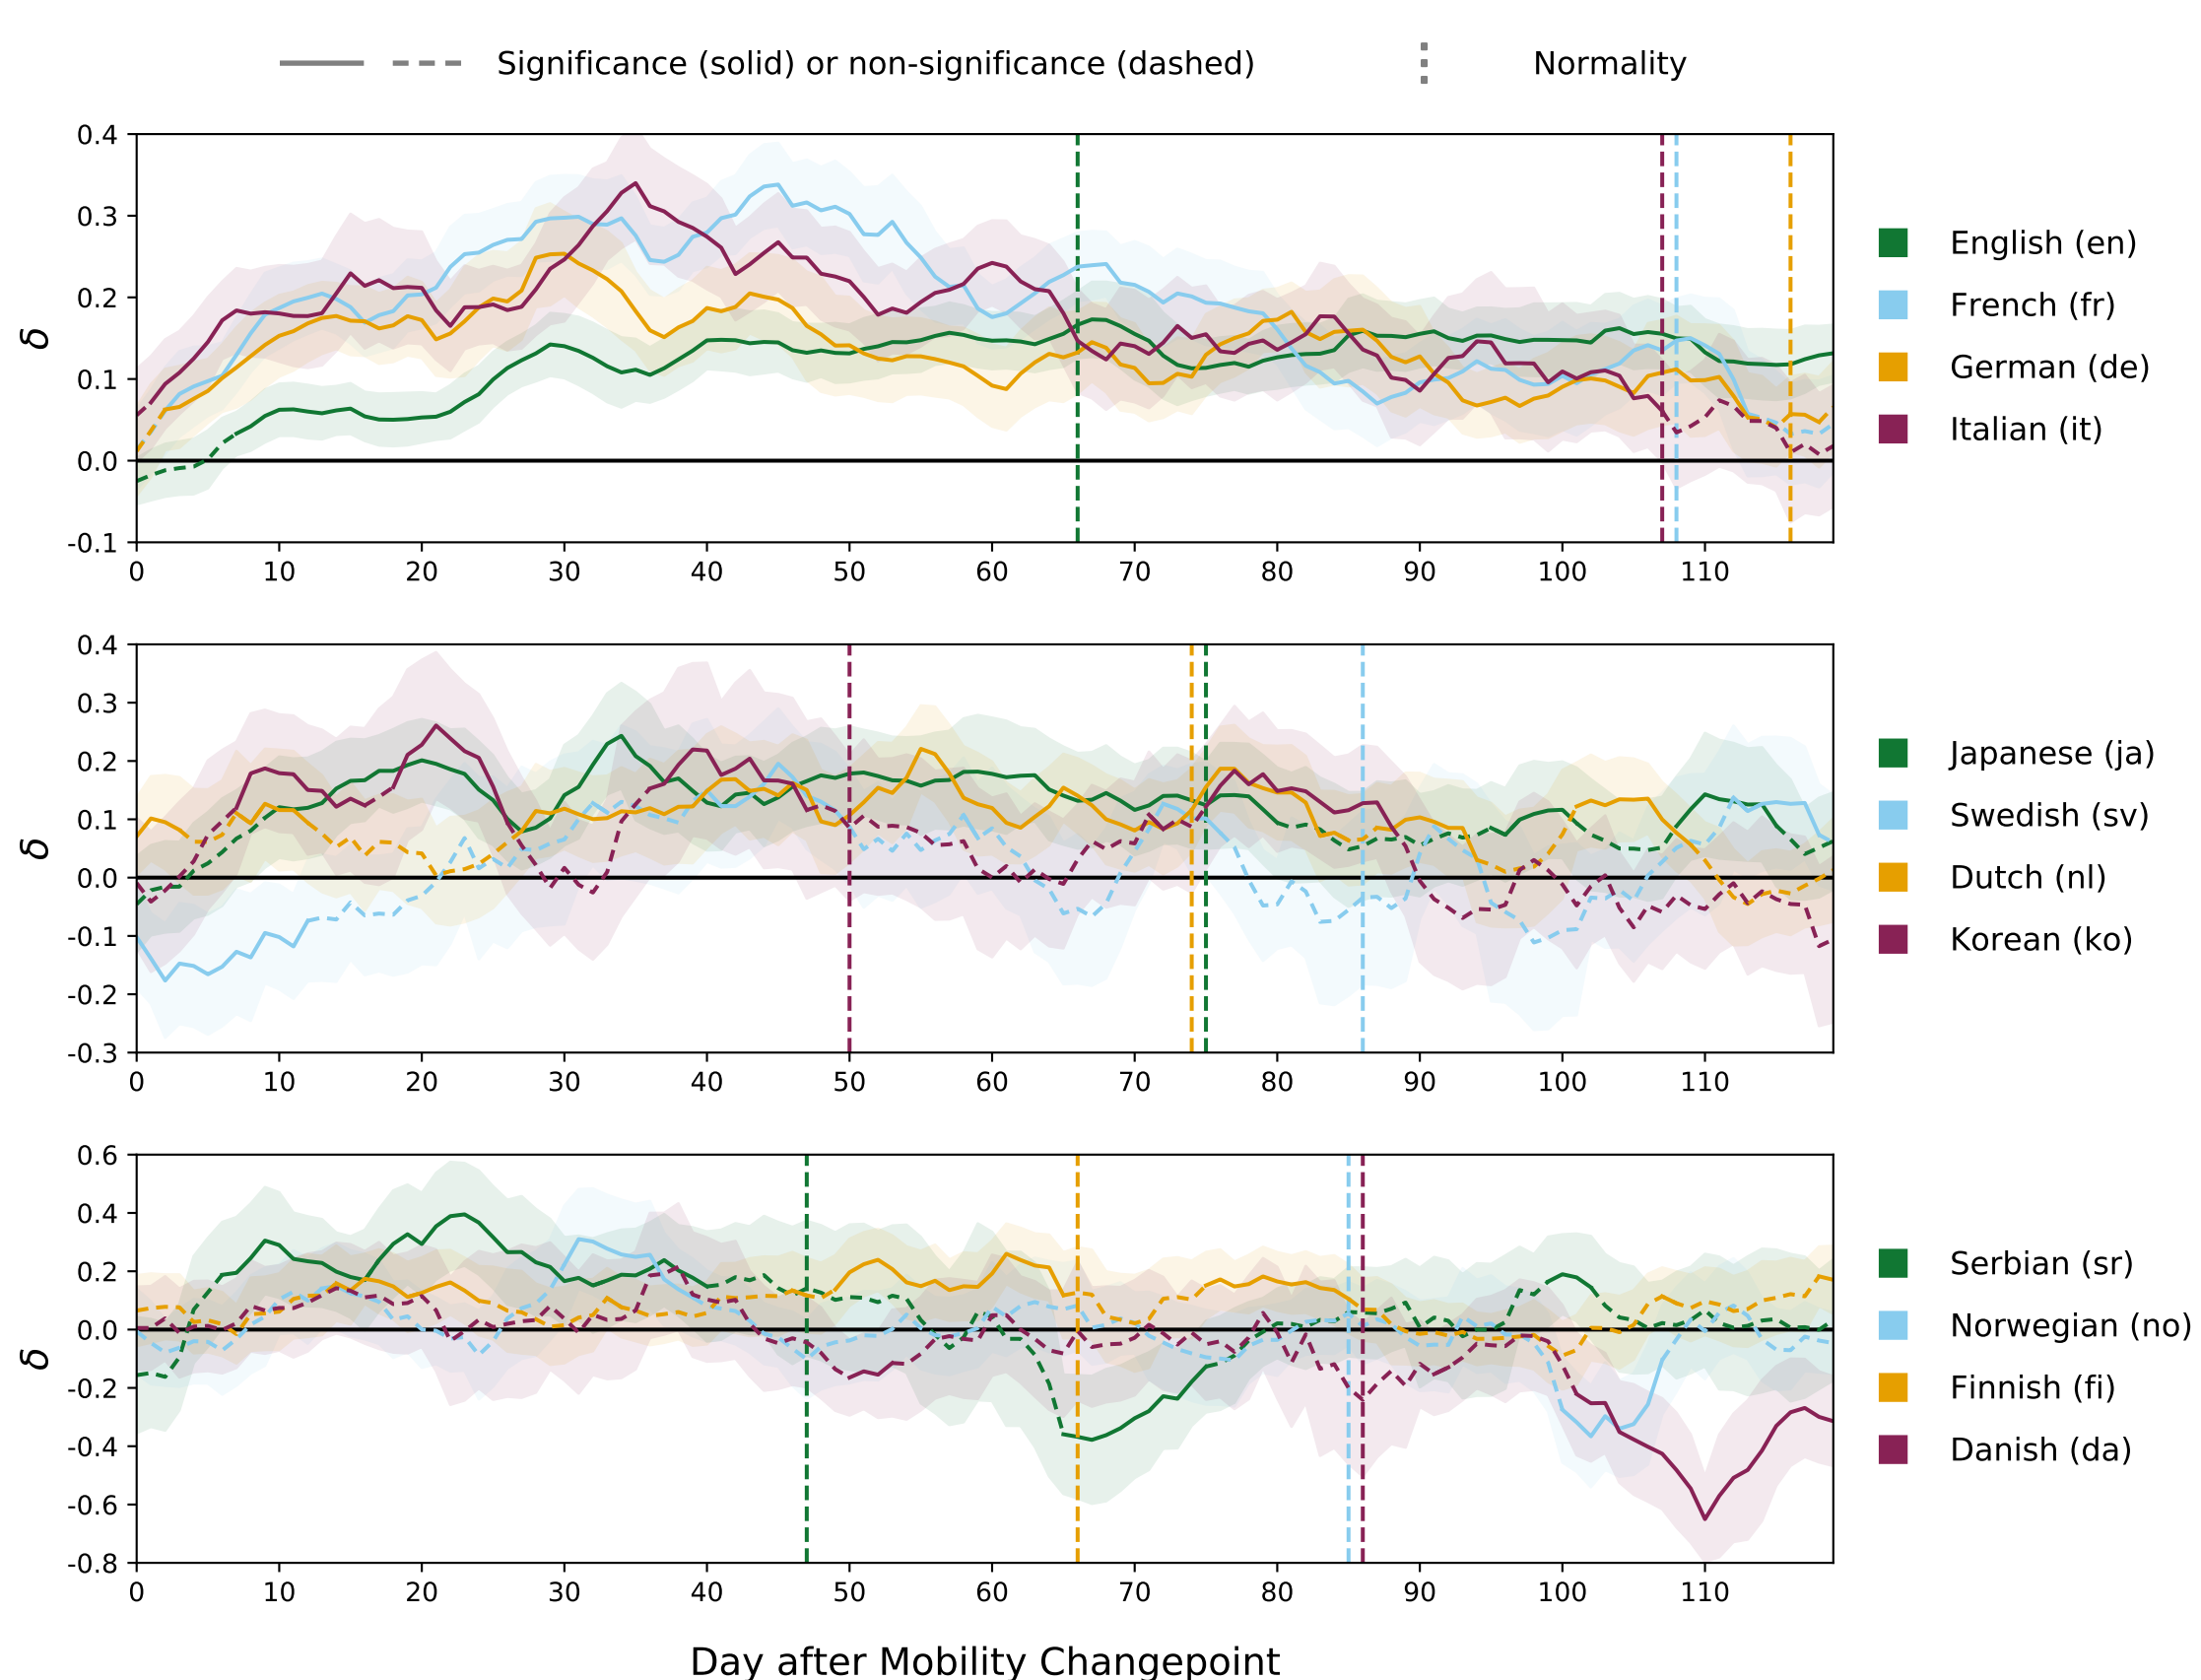 Significance (solid) or non-significance (dashed) Normality
0.4
0.3
0.2
0.1
0.0
-0.1
δ
0 10 20 30 40 50 60 70 80 90 100 110
English (en)
French (fr)
German (de)
Italian (it)
0.4
0.3
0.2
0.1
0.0
-0.1
-0.2
-0.3
δ
0 10 20 30 40 50 60 70 80 90 100 110
Japanese (ja)
Swedish (sv)
Dutch (nl)
Korean (ko)
0.6
0.4
0.2
0.0
-0.2
-0.4
-0.6
-0.8
δ
0 10 20 30 40 50 60 70 80 90 100 110
Serbian (sr)
Norwegian (no)
Finnish (fi)
Danish (da)
Day after Mobility Changepoint